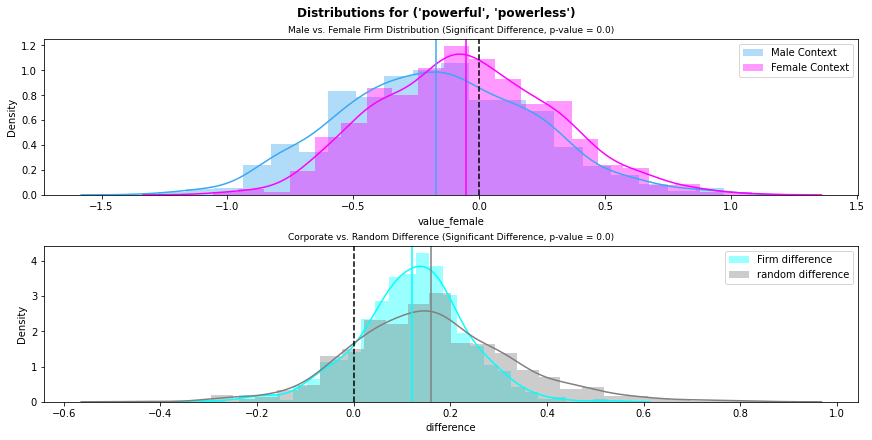 Distributions for ('powerful', 'powerless')
Male vs. Female Firm Distribution (Significant Difference, p-value = 0.0)
Density
1.2
1.0
0.8
0.6
0.4
0.2
0.0
Male Context
Female Context
−1.5 −1.0 −0.5 0.0 0.5 1.0 1.5
value_female
Corporate vs. Random Difference (Significant Difference, p-value = 0.0)
Density
4
3
2
1
0
Firm difference
random difference
−0.6 −0.4 −0.2 0.0 0.2 0.4 0.6 0.8 1.0
difference